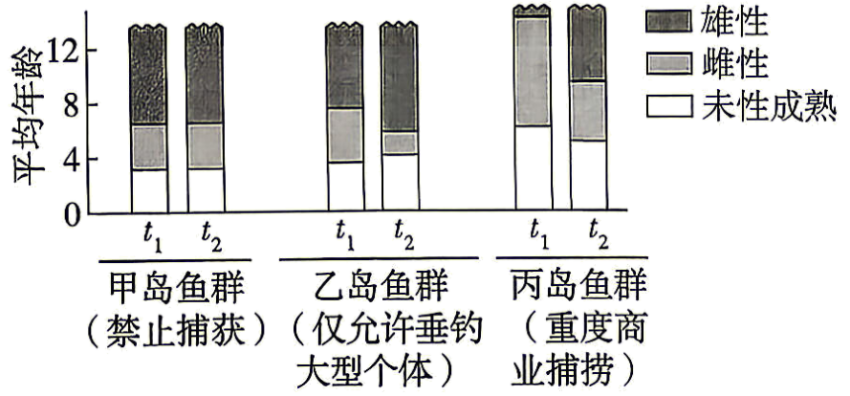 平均年龄
12
8
4
0
雄性
雌性
未性成熟
t₁ t₂ t₁ t₂ t₁ t₂
甲岛鱼群 乙岛鱼群 丙岛鱼群
（禁止捕获）（仅允许垂钓 （重度商
大型个体） 业捕捞）